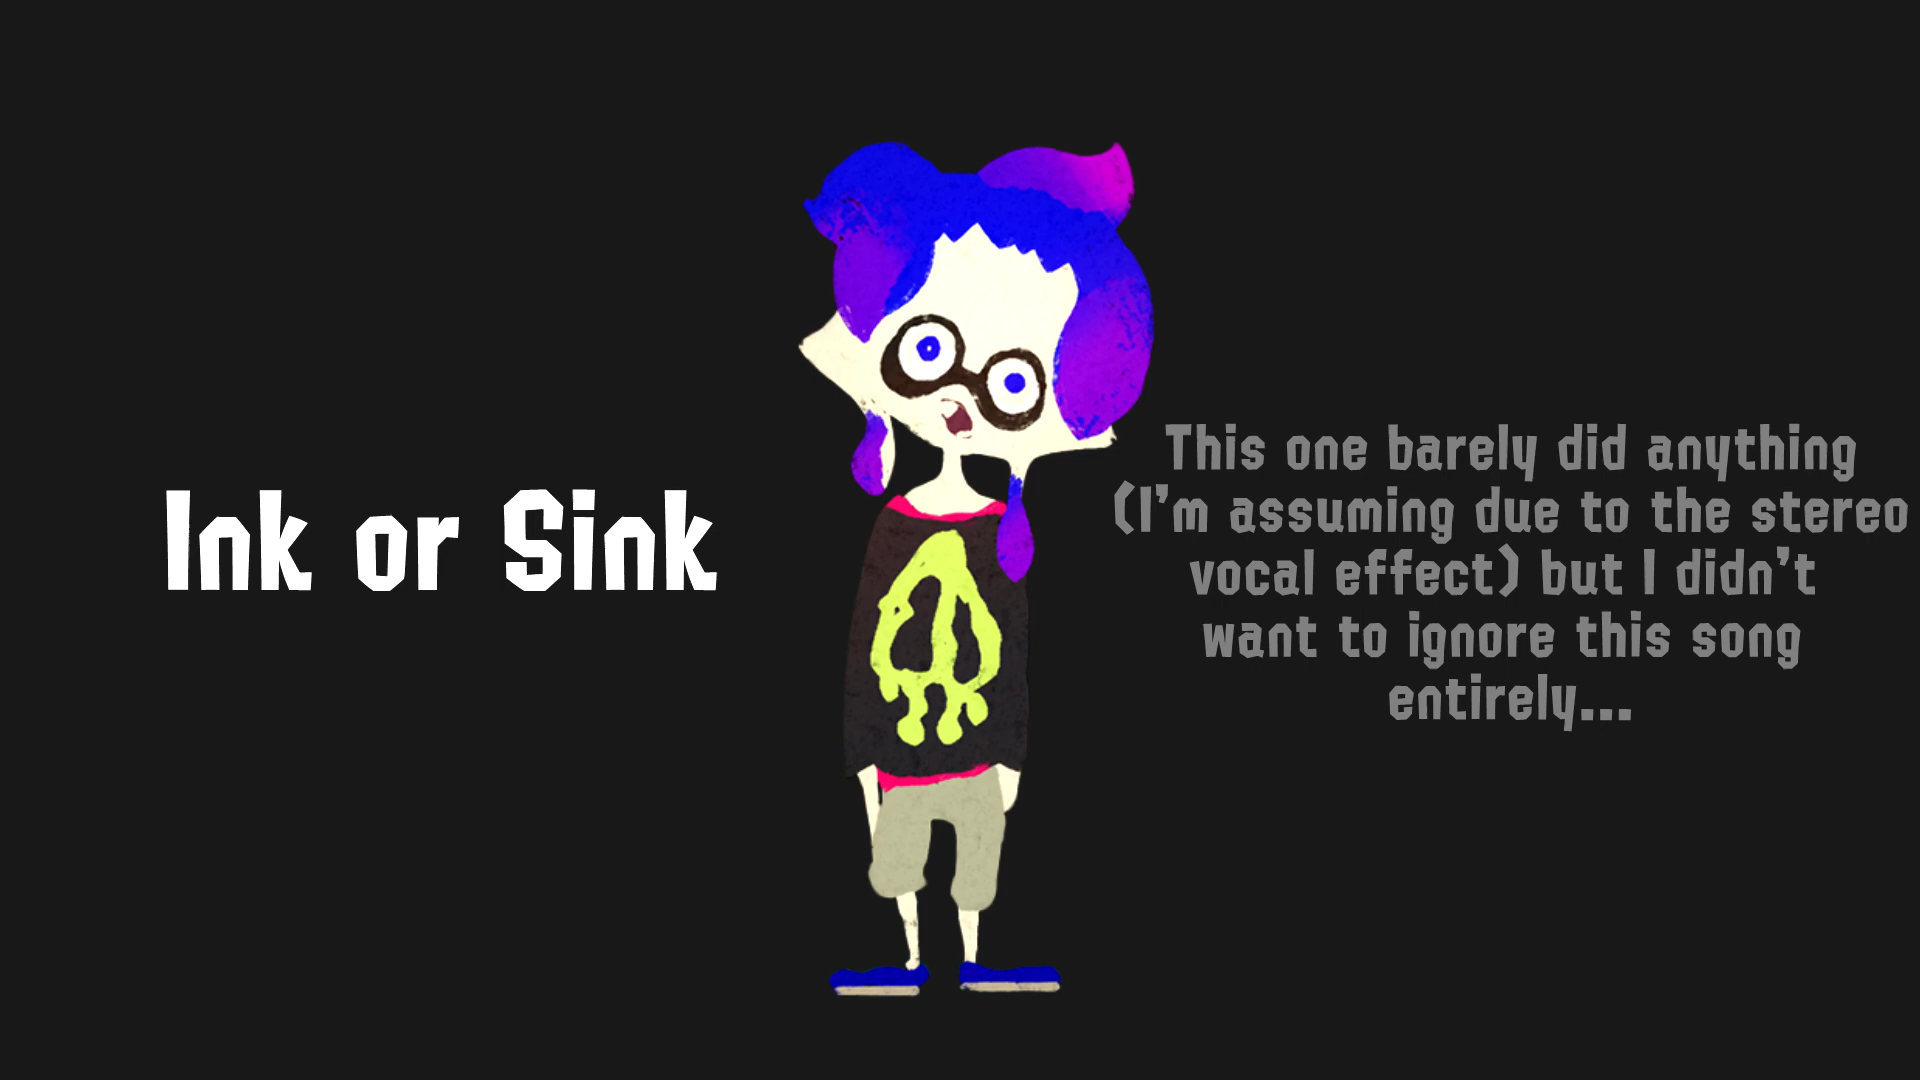 Ink or Sink
This one barely did anything
(I'm assuming due to the stereo
vocal effect) but I didn't
want to ignore this song
entirely...